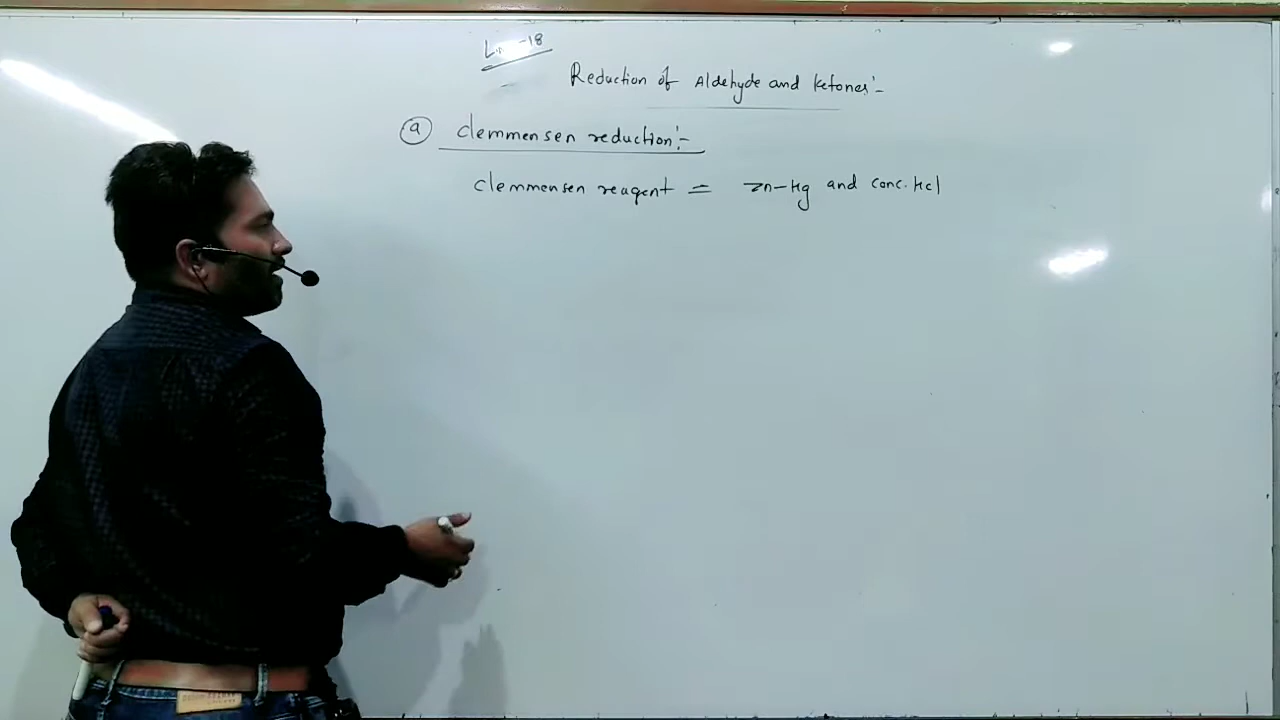 -18
Reduction of Aldehyde and Ketones:-
(a) Clemmensen reduction:-
Clemmensen reagent = Zn-Hg and Conc. HCl